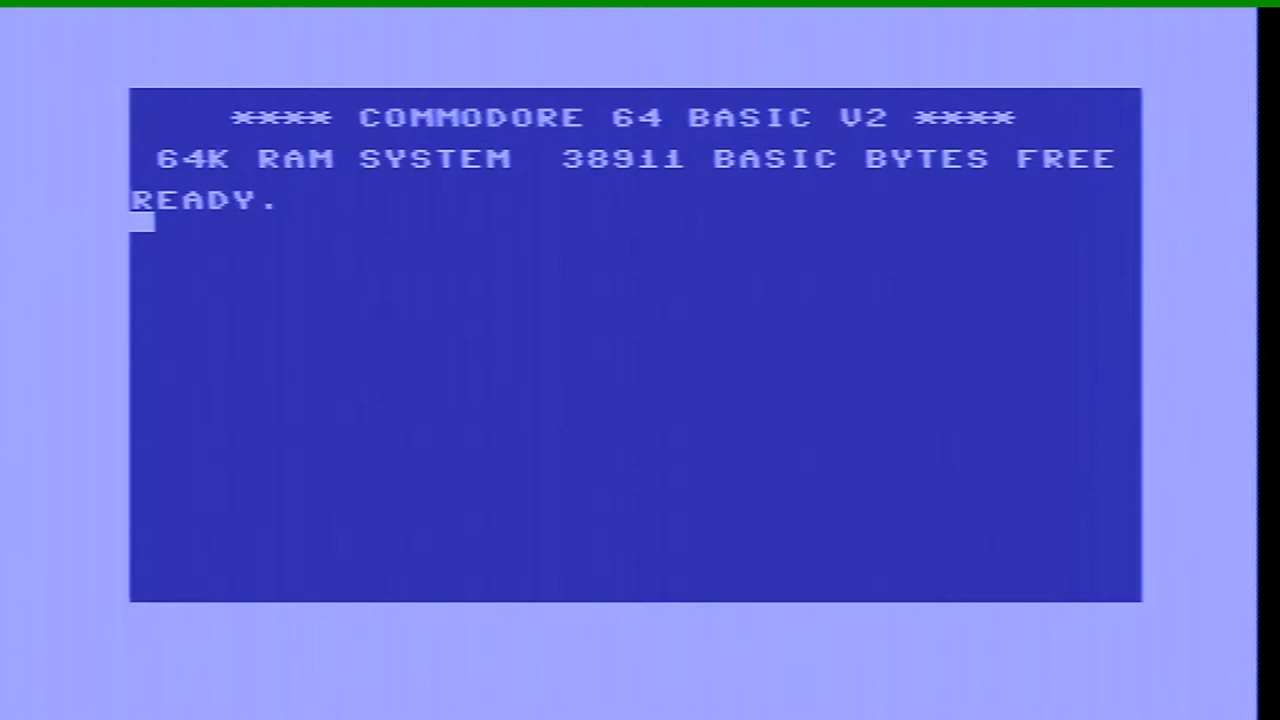 **** COMMODORE 64 BASIC V2 ****
64K RAM SYSTEM  38911 BASIC BYTES FREE
READY.